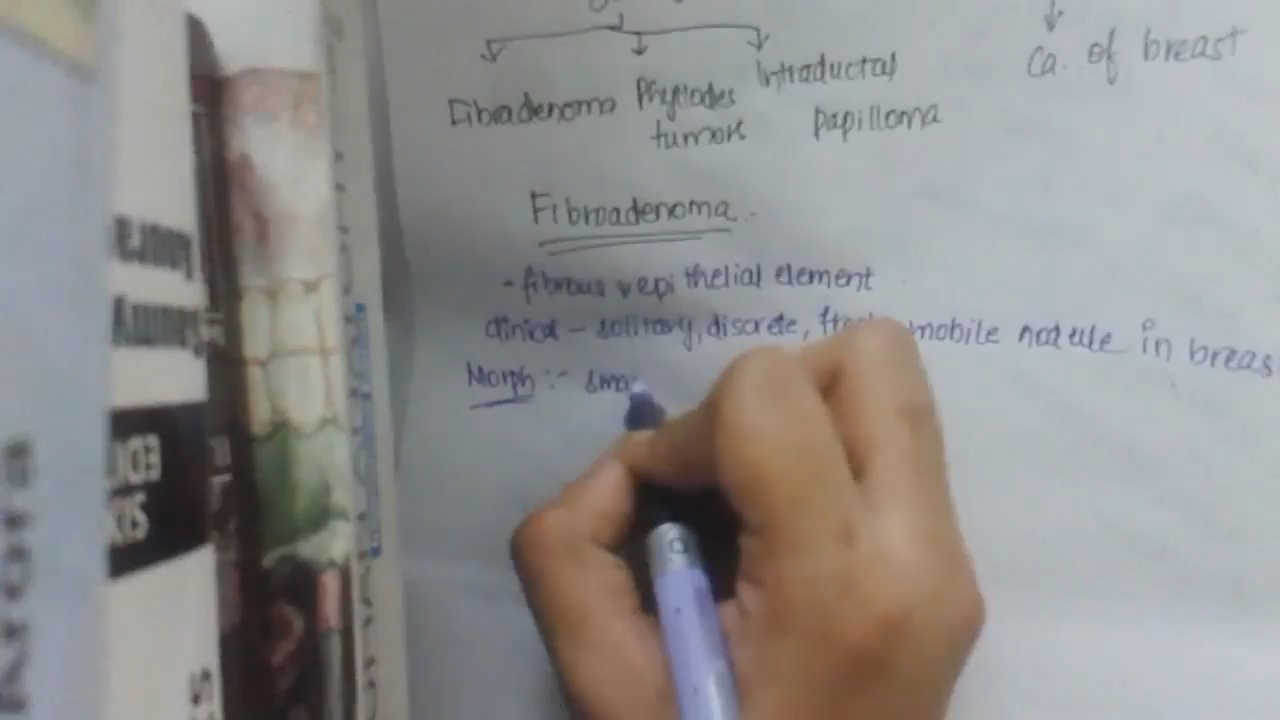 Ca. of breast
Fibradenoma
Phyllodes
tumors
Intraductal
papilloma
Fibroadenoma.
- fibrous & epithelial element
clinical - solitary, discrete, mobile nodule in breas
Morph :- sma